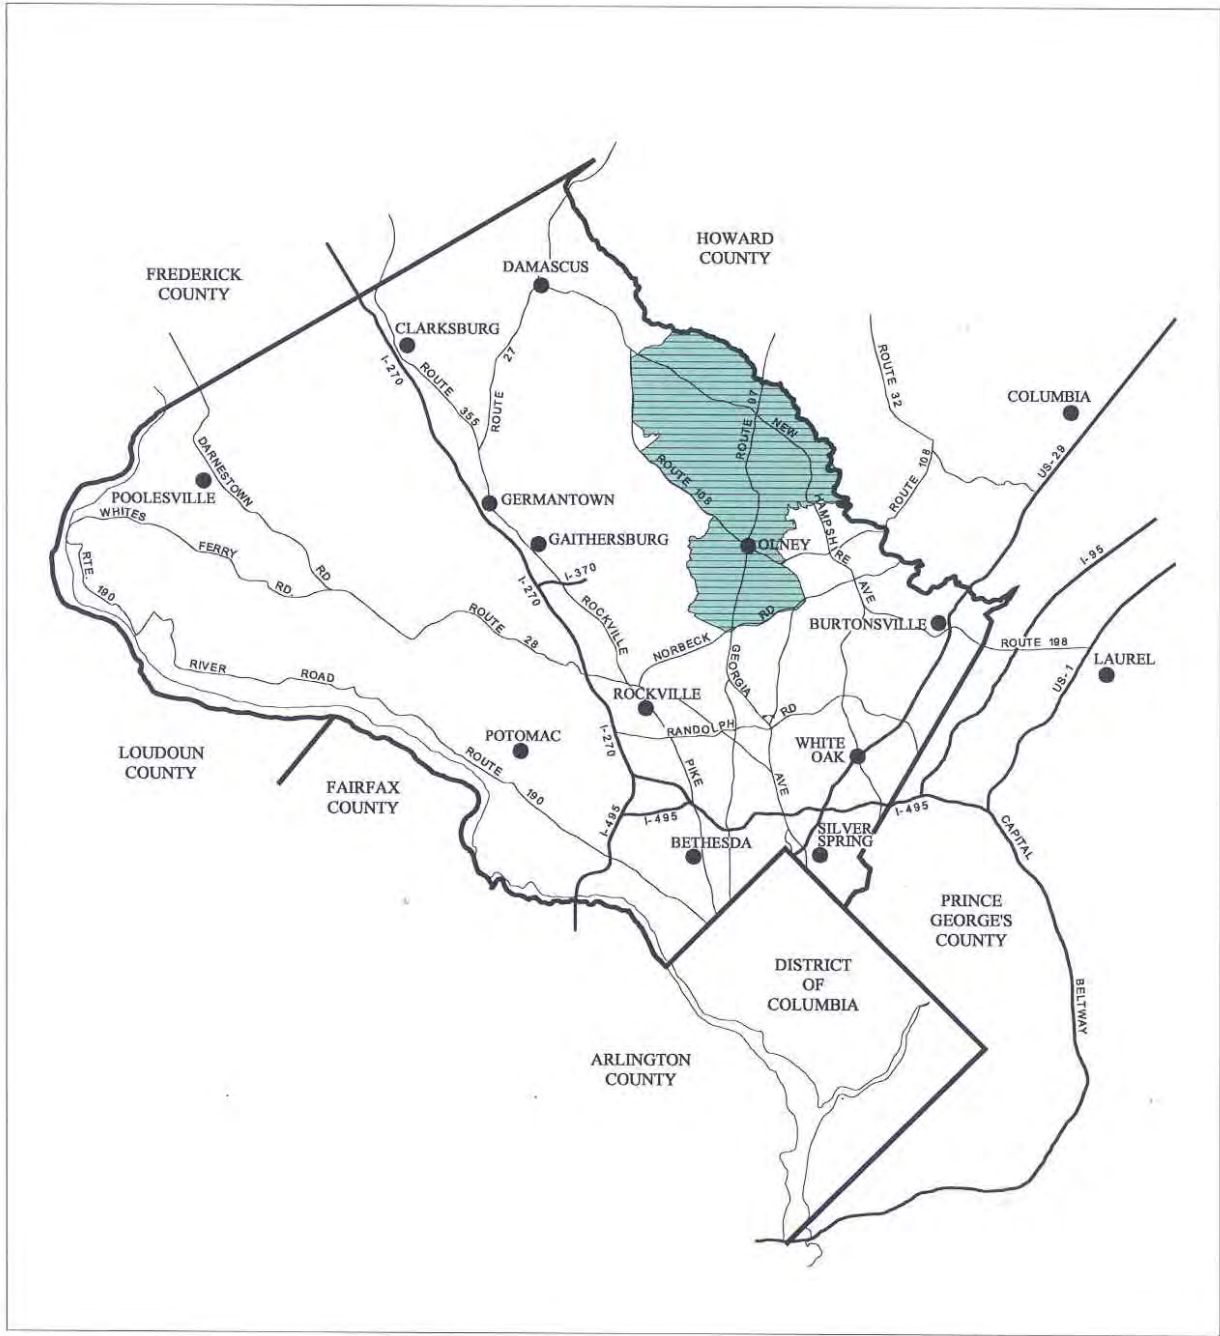 HOWARD
COUNTY
FREDERICK
COUNTY
DAMASCUS
CLARKSBURG
I-270
ROUTE
355
ROUTE
27
ROUTE 32
COLUMBIA
ROUTE 97
NEW
HAMPSHIRE
AVE
US-29
ROUTE 108
DARNESTOWN
RD
POOLESVILLE
GERMANTOWN
ROUTE 105
WHITES
FERRY
RD.
GAITHERSBURG
OLNEY
I-95
RTE.
190
I-370
I-270
ROCKVILLE
PIKE
ROUTE
28
NORBECK
RD
BURTONSVILLE
ROUTE 198
LAUREL
US-1
RIVER
ROAD
GEORGIA
AVE
ROCKVILLE
RANDOLPH
RD
I-270
POTOMAC
WHITE
OAK
LOUDOUN
COUNTY
ROUTE
190
FAIRFAX
COUNTY
I-495
I-495
I-495
CAPITAL
BELTWAY
BETHESDA
SILVER
SPRING
PRINCE
GEORGE'S
COUNTY
DISTRICT
OF
COLUMBIA
ARLINGTON
COUNTY